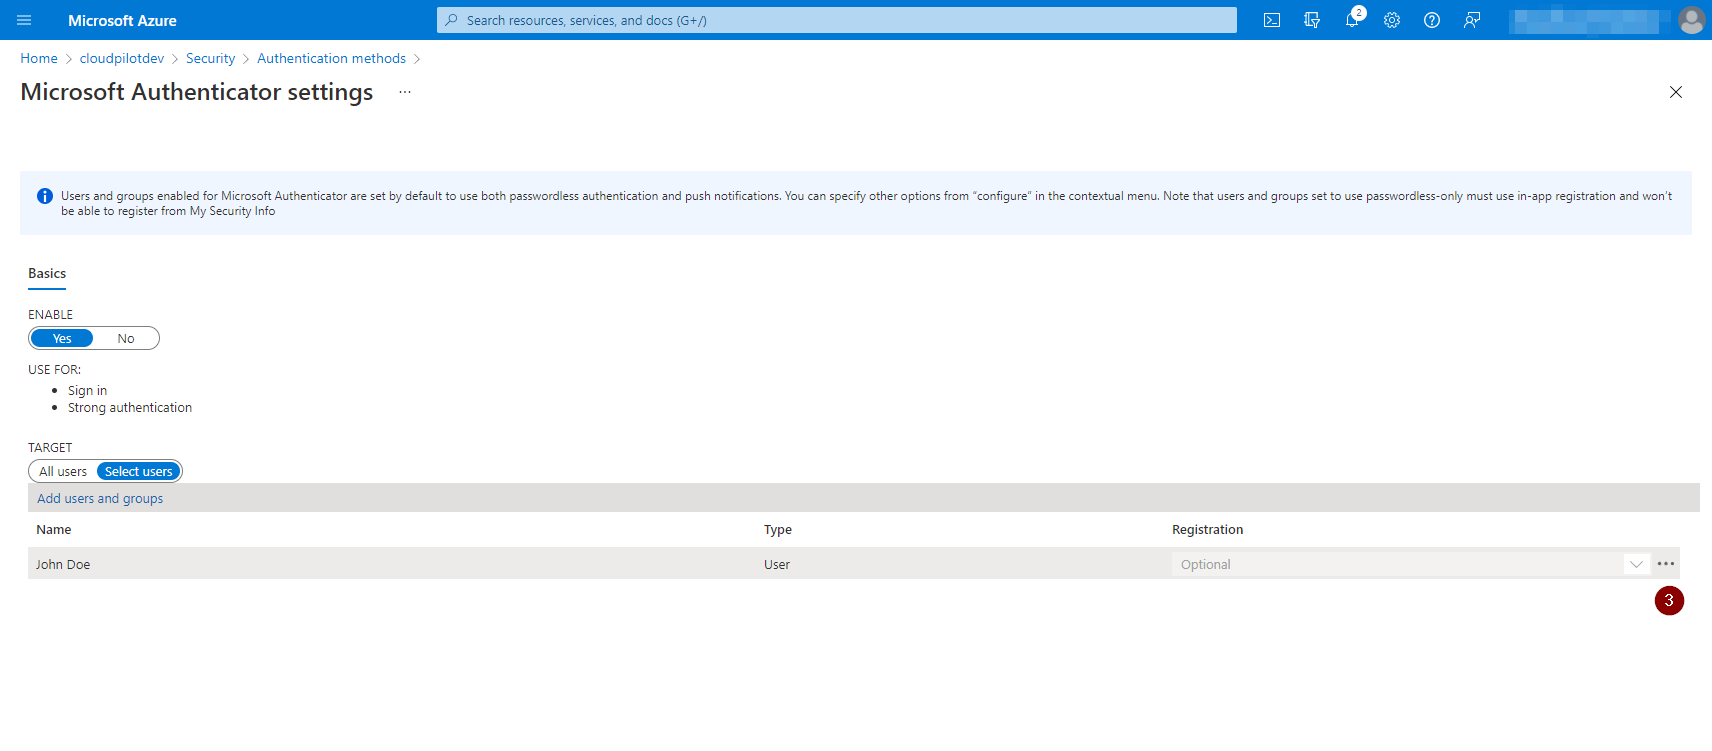 Microsoft Azure
Search resources, services, and docs (G+/)
2
Home > cloudpilotdev > Security > Authentication methods >
Microsoft Authenticator settings ...
Users and groups enabled for Microsoft Authenticator are set by default to use both passwordless authentication and push notifications. You can specify other options from “configure” in the contextual menu. Note that users and groups set to use passwordless-only must use in-app registration and won't
be able to register from My Security Info
Basics
ENABLE
Yes No
USE FOR:
• Sign in
• Strong authentication
TARGET
All users Select users
Add users and groups
Name Type Registration
John Doe User Optional ...
3